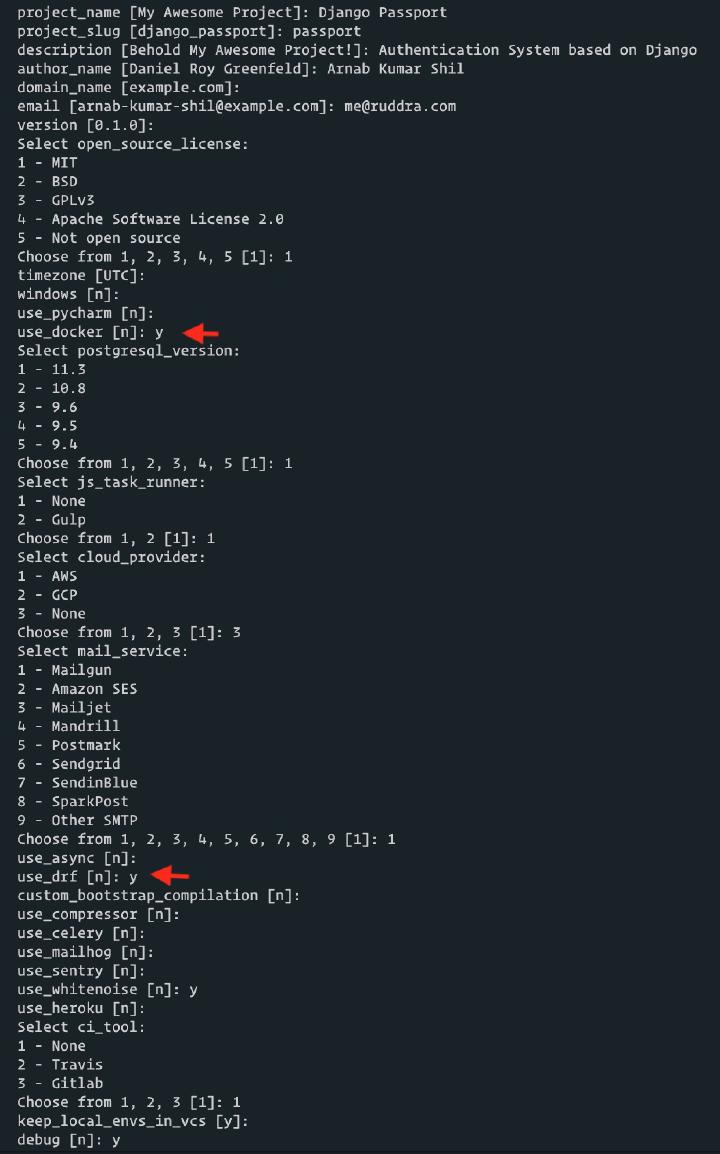 project_name [My Awesome Project]: Django Passport
project_slug [django_passport]: passport
description [Behold My Awesome Project!]: Authentication System based on Django
author_name [Daniel Roy Greenfeld]: Arnab Kumar Shil
domain_name [example.com]:
email [arnab-kumar-shil@example.com]: me@ruddra.com
version [0.1.0]:
Select open_source_license:
1 - MIT
2 - BSD
3 - GPLv3
4 - Apache Software License 2.0
5 - Not open source
Choose from 1, 2, 3, 4, 5 [1]: 1
timezone [UTC]:
windows [n]:
use_pycharm [n]:
use_docker [n]: y
Select postgresql_version:
1 - 11.3
2 - 10.8
3 - 9.6
4 - 9.5
5 - 9.4
Choose from 1, 2, 3, 4, 5 [1]: 1
Select js_task_runner:
1 - None
2 - Gulp
Choose from 1, 2 [1]: 1
Select cloud_provider:
1 - AWS
2 - GCP
3 - None
Choose from 1, 2, 3 [1]: 3
Select mail_service:
1 - Mailgun
2 - Amazon SES
3 - Mailjet
4 - Mandrill
5 - Postmark
6 - Sendgrid
7 - SendinBlue
8 - SparkPost
9 - Other SMTP
Choose from 1, 2, 3, 4, 5, 6, 7, 8, 9 [1]: 1
use_async [n]:
use_drf [n]: y
custom_bootstrap_compilation [n]:
use_compressor [n]:
use_celery [n]:
use_mailhog [n]:
use_sentry [n]:
use_whitenoise [n]: y
use_heroku [n]:
Select ci_tool:
1 - None
2 - Travis
3 - Gitlab
Choose from 1, 2, 3 [1]: 1
keep_local_envs_in_vcs [y]:
debug [n]: y